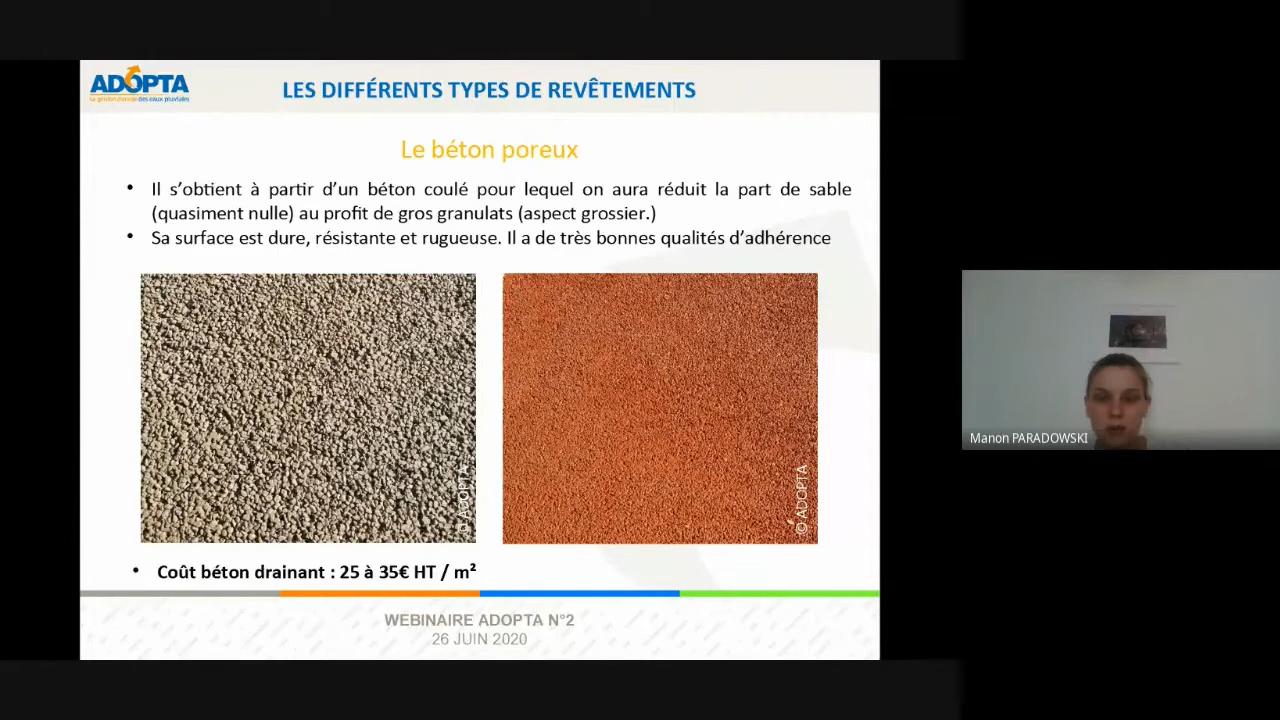 ADOPTA
LES DIFFÉRENTS TYPES DE REVÊTEMENTS
Le béton poreux
• Il s’obtient à partir d’un béton coulé pour lequel on aura réduit la part de sable
(quasiment nulle) au profit de gros granulats (aspect grossier.)
• Sa surface est dure, résistante et rugueuse. Il a de très bonnes qualités d’adhérence
© ADOPTA
© ADOPTA
• Coût béton drainant : 25 à 35€ HT / m²
WEBINAIRE ADOPTA N°2
26 JUIN 2020
Manon PARADOWSKI